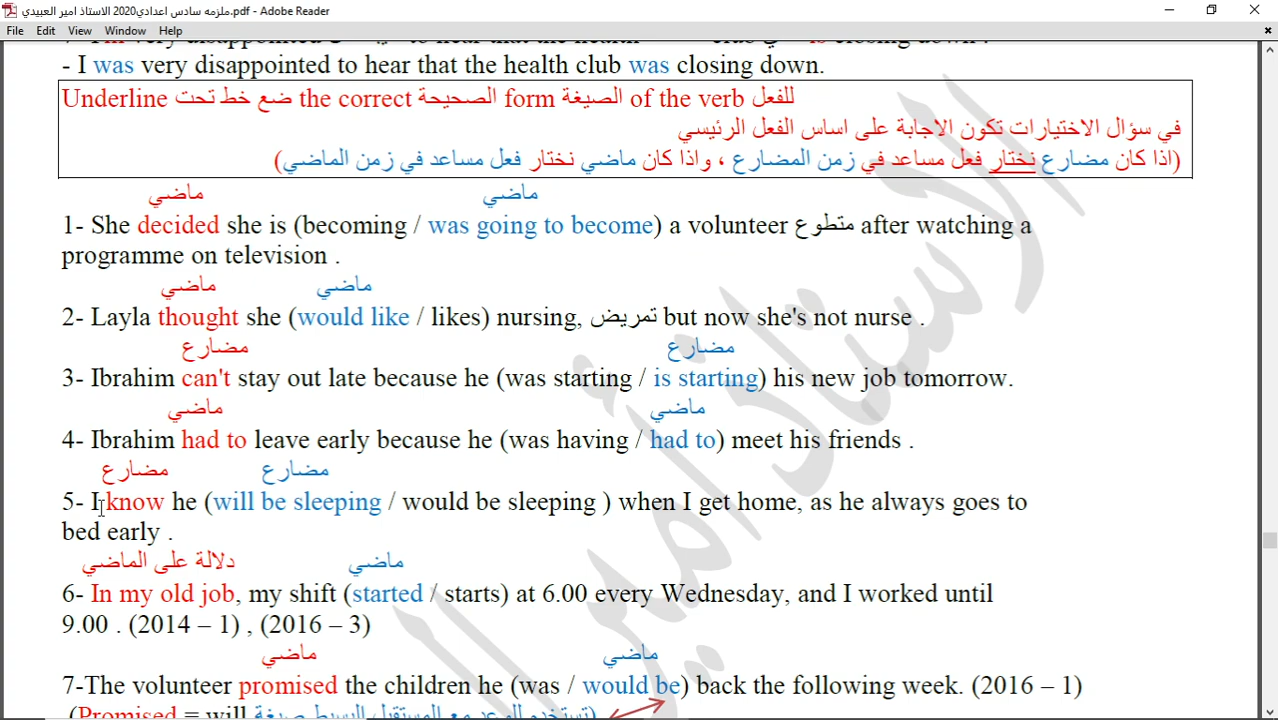 ملزمه سادس اعدادي2020 الاستاذ امير العبيدي.pdf - Adobe Reader
File Edit View Window Help
- I was very disappointed to hear that the health club was closing down.
Underline ضع خط تحت the correct الصحيحة form الصيغة of the verb للفعل
في سؤال الاختيارات تكون الاجابة على اساس الفعل الرئيسي
(اذا كان مضارع نختار فعل مساعد في زمن المضارع ، واذا كان ماضي نختار فعل مساعد في زمن الماضي)
ماضي ماضي
1- She decided she is (becoming / was going to become) a volunteer متطوع after watching a
programme on television .
ماضي ماضي
2- Layla thought she (would like / likes) nursing, تمريض but now she's not nurse .
مضارع مضارع
3- Ibrahim can't stay out late because he (was starting / is starting) his new job tomorrow.
ماضي ماضي
4- Ibrahim had to leave early because he (was having / had to) meet his friends .
مضارع مضارع
5- I know he (will be sleeping / would be sleeping ) when I get home, as he always goes to
bed early .
دلالة على الماضي ماضي
6- In my old job, my shift (started / starts) at 6.00 every Wednesday, and I worked until
9.00 . (2014 – 1) , (2016 – 3)
ماضي ماضي
7-The volunteer promised the children he (was / would be) back the following week. (2016 – 1)
(Promised = will تستخدم للوعد مع المستقبل البسيط صيغة)
الاستاذ أمير